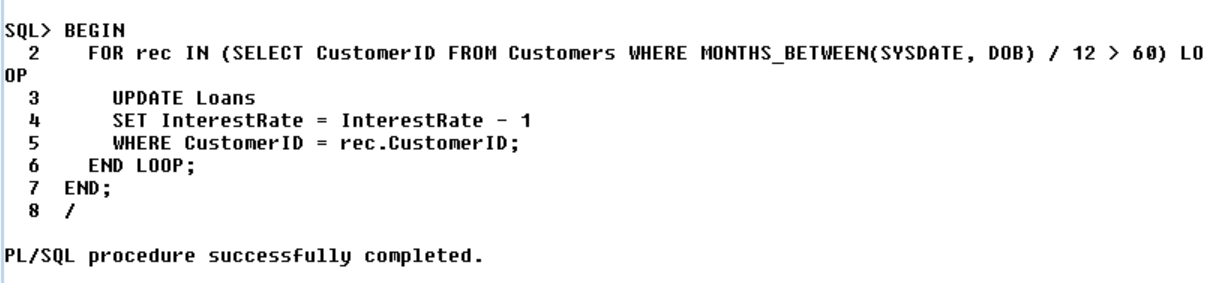 SQL> BEGIN
  2    FOR rec IN (SELECT CustomerID FROM Customers WHERE MONTHS_BETWEEN(SYSDATE, DOB) / 12 > 60) LO
OP
  3      UPDATE Loans
  4      SET InterestRate = InterestRate - 1
  5      WHERE CustomerID = rec.CustomerID;
  6    END LOOP;
  7  END;
  8  /
PL/SQL procedure successfully completed.